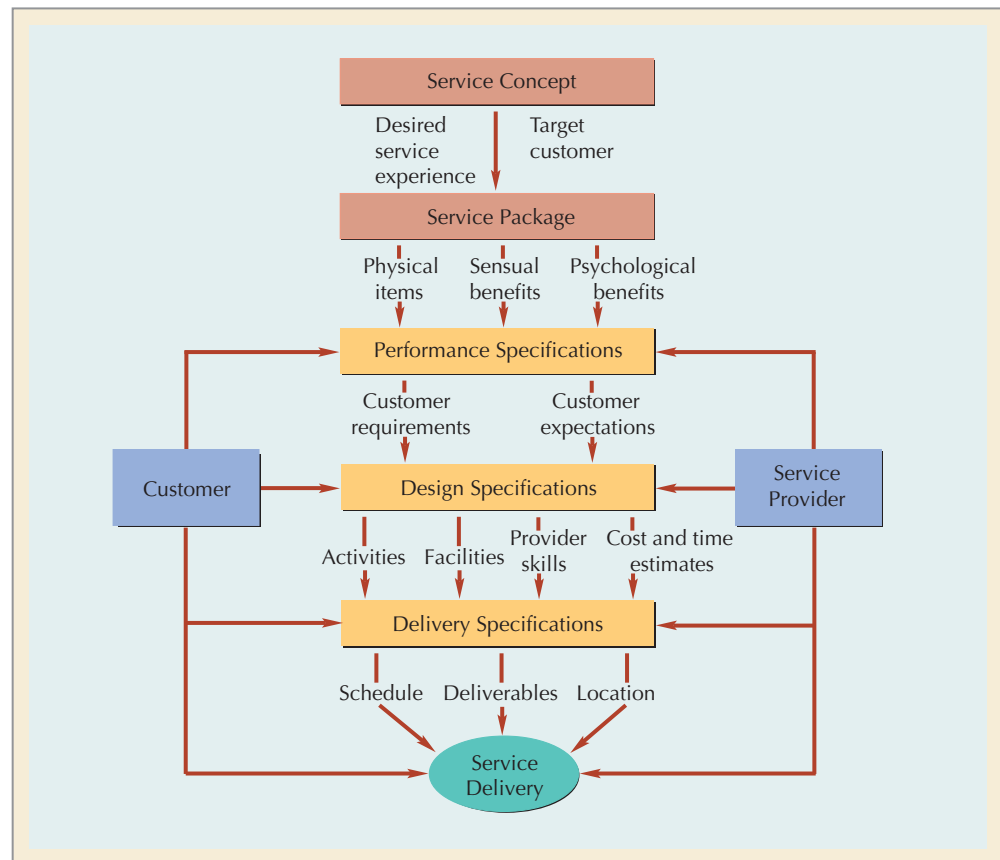 Service Concept
Desired
service
experience
Target
customer
Service Package
Physical
items
Sensual
benefits
Psychological
benefits
Performance Specifications
Customer
requirements
Customer
expectations
Customer
Design Specifications
Service
Provider
Activities
Facilities
Provider
skills
Cost and time
estimates
Delivery Specifications
Schedule
Deliverables
Location
Service
Delivery